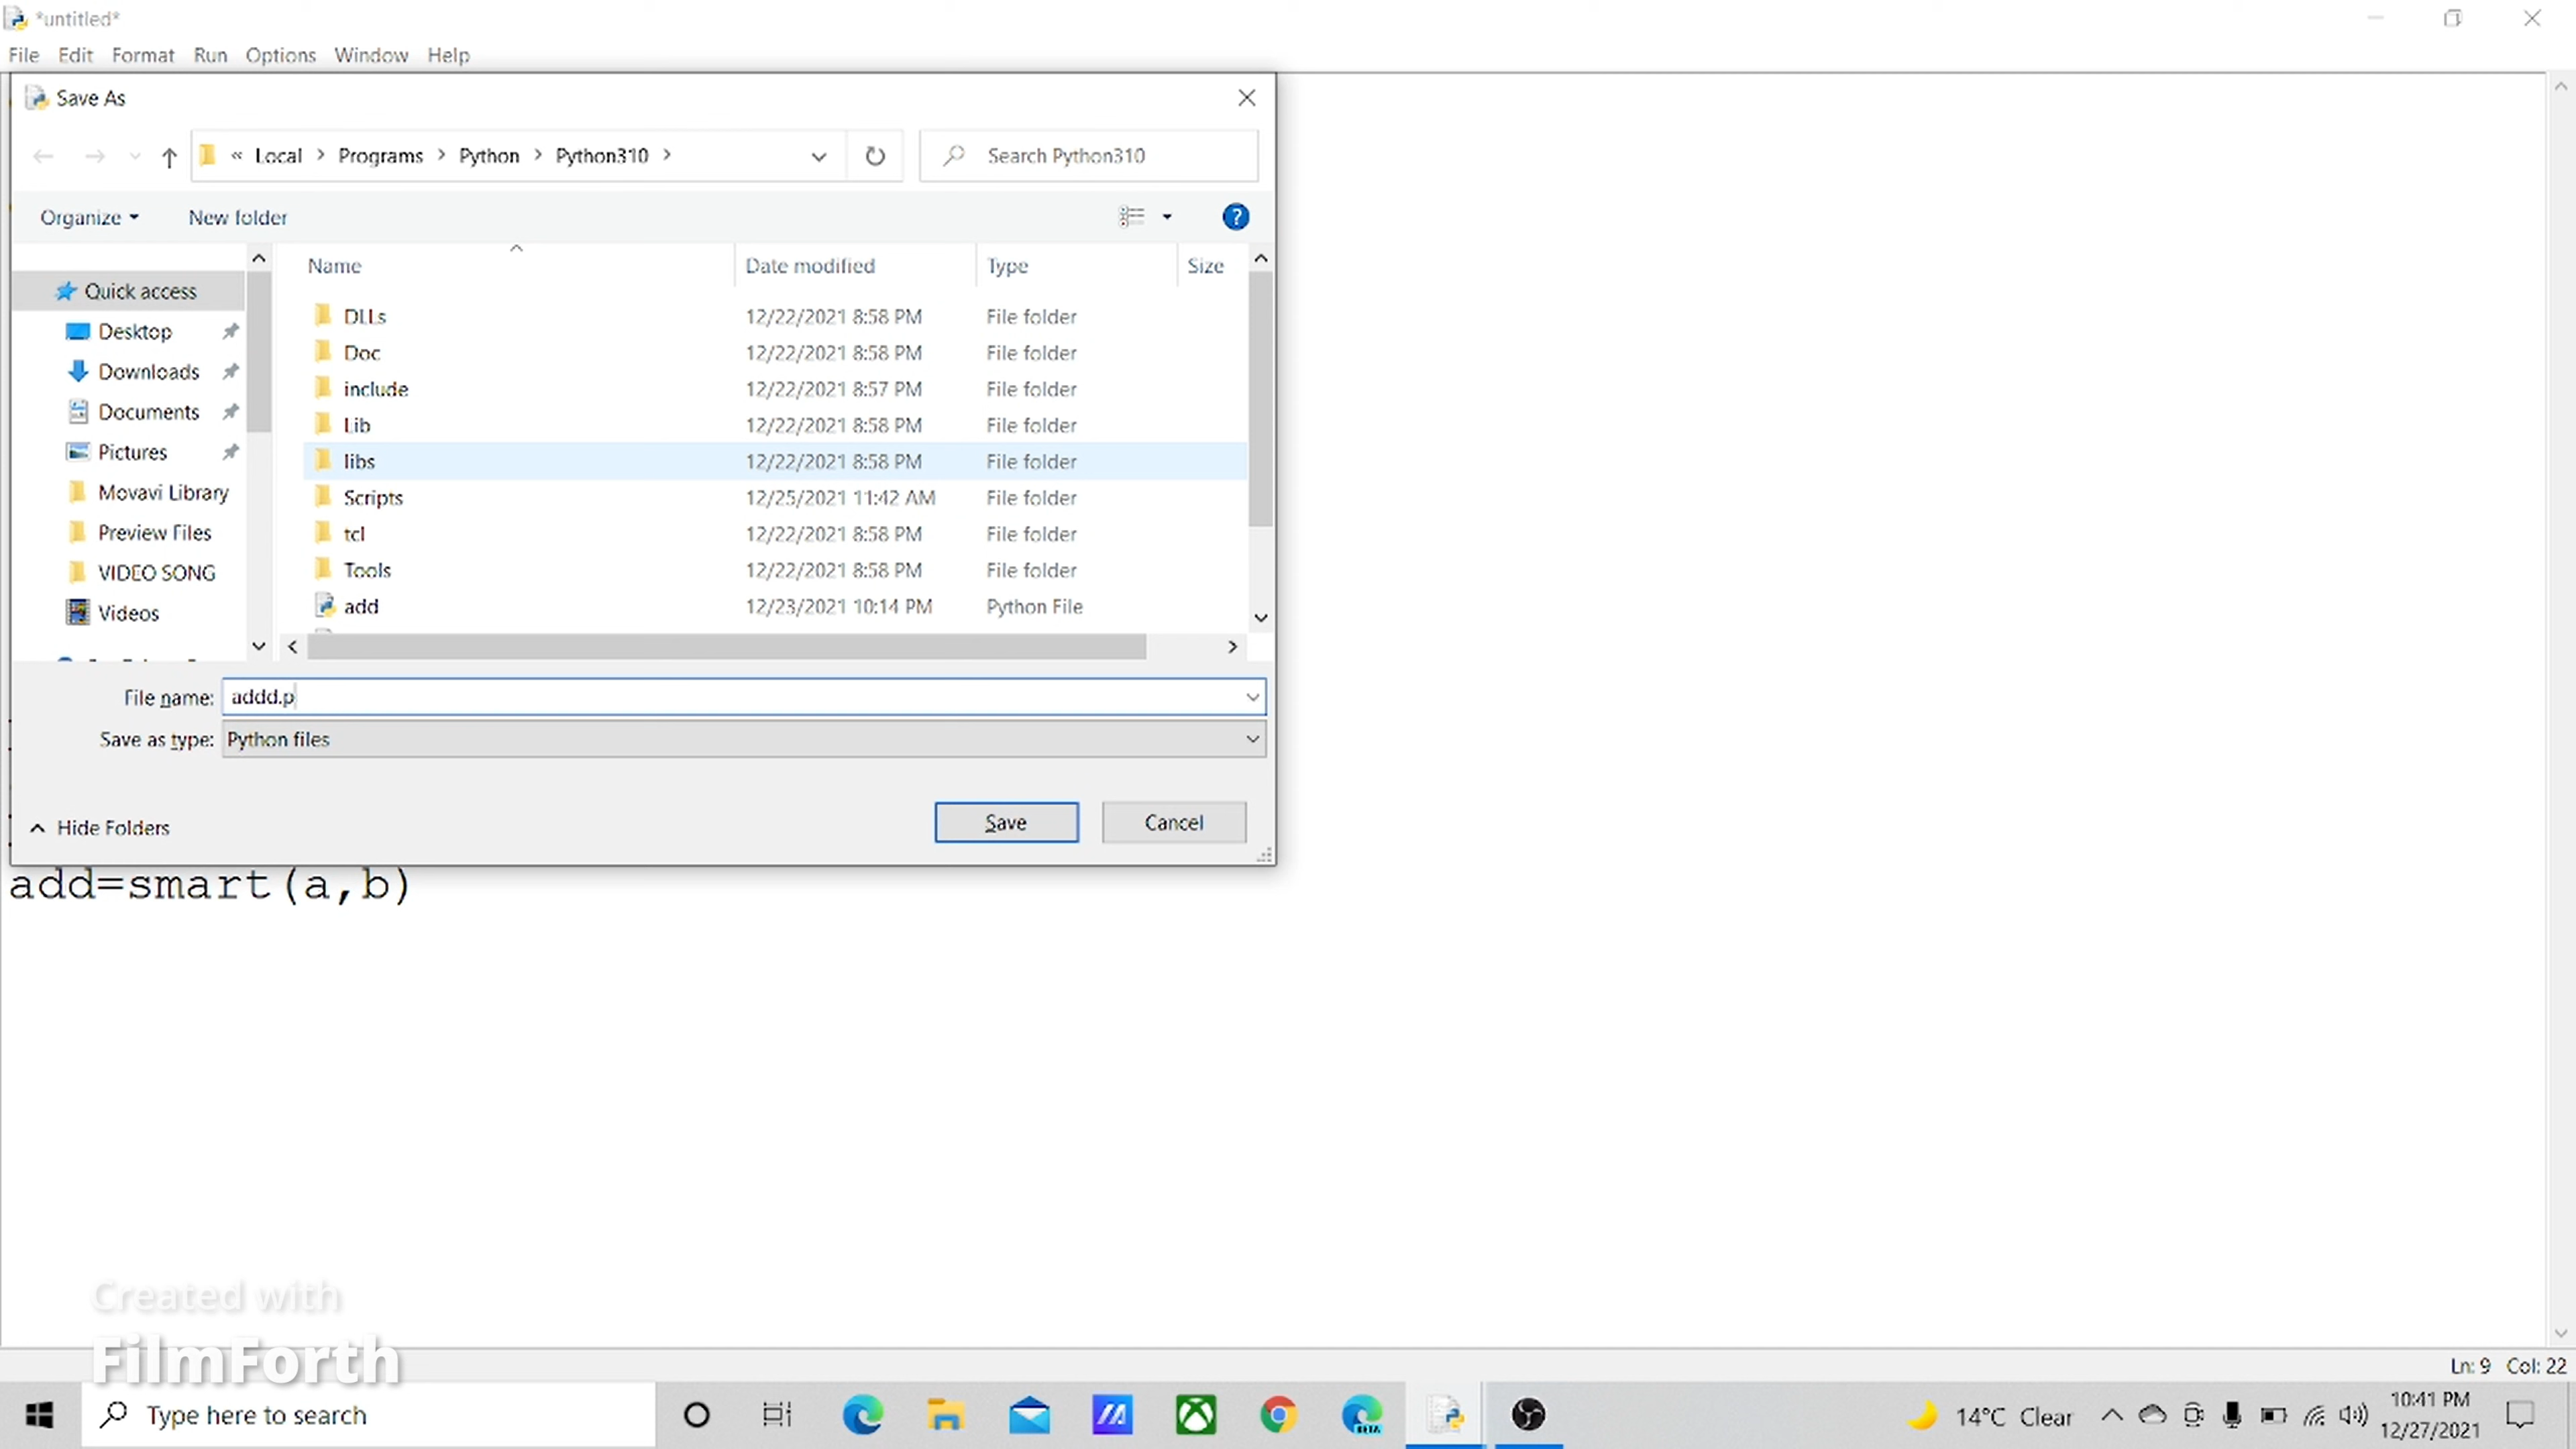 *untitled*
File Edit Format Run Options Window Help
Save As
« Local > Programs > Python > Python310 >
Search Python310
Organize New folder
Name Date modified Type Size
Quick access
Desktop
Downloads
Documents
Pictures
Movavi Library
Preview Files
VIDEO SONG
Videos
DLLs 12/22/2021 8:58 PM File folder
Doc 12/22/2021 8:58 PM File folder
include 12/22/2021 8:57 PM File folder
Lib 12/22/2021 8:58 PM File folder
libs 12/22/2021 8:58 PM File folder
Scripts 12/25/2021 11:42 AM File folder
tcl 12/22/2021 8:58 PM File folder
Tools 12/22/2021 8:58 PM File folder
add 12/23/2021 10:14 PM Python File
File name: addd.p
Save as type: Python files
Hide Folders
Save Cancel
add=smart(a,b)
Created with
FilmForth
Ln: 9 Col: 22
Type here to search
BETA
14°C Clear
10:41 PM
12/27/2021